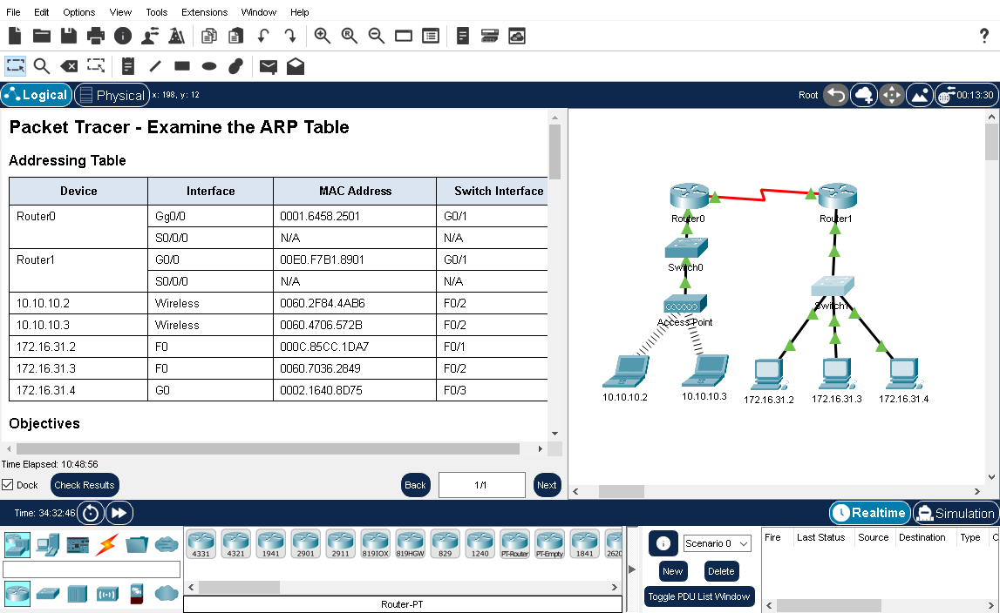 File Edit Options View Tools Extensions Window Help
?
Logical Physical x: 198, y: 12 Root 00:13:30
Packet Tracer - Examine the ARP Table
Addressing Table
Device Interface MAC Address Switch Interface
Router0 Gg0/0 0001.6458.2501 G0/1
S0/0/0 N/A N/A
Router1 G0/0 00E0.F7B1.8901 G0/1
S0/0/0 N/A N/A
10.10.10.2 Wireless 0060.2F84.4AB6 F0/2
10.10.10.3 Wireless 0060.4706.572B F0/2
172.16.31.2 F0 000C.85CC.1DA7 F0/1
172.16.31.3 F0 0060.7036.2849 F0/2
172.16.31.4 G0 0002.1640.8D75 F0/3
Objectives
Time Elapsed: 10:48:56
Dock Check Results Back 1/1 Next
Router0 Router1
Switch0
Switch1
Access Point
10.10.10.2 10.10.10.3 172.16.31.2 172.16.31.3 172.16.31.4
Time: 34:32:46 Realtime Simulation
4331 4321 1941 2901 2911 819IOX 819HGW 829 1240 PT-Router PT-Empty 1841 2620
Router-PT
Scenario 0
New Delete
Toggle PDU List Window
Fire Last Status Source Destination Type C